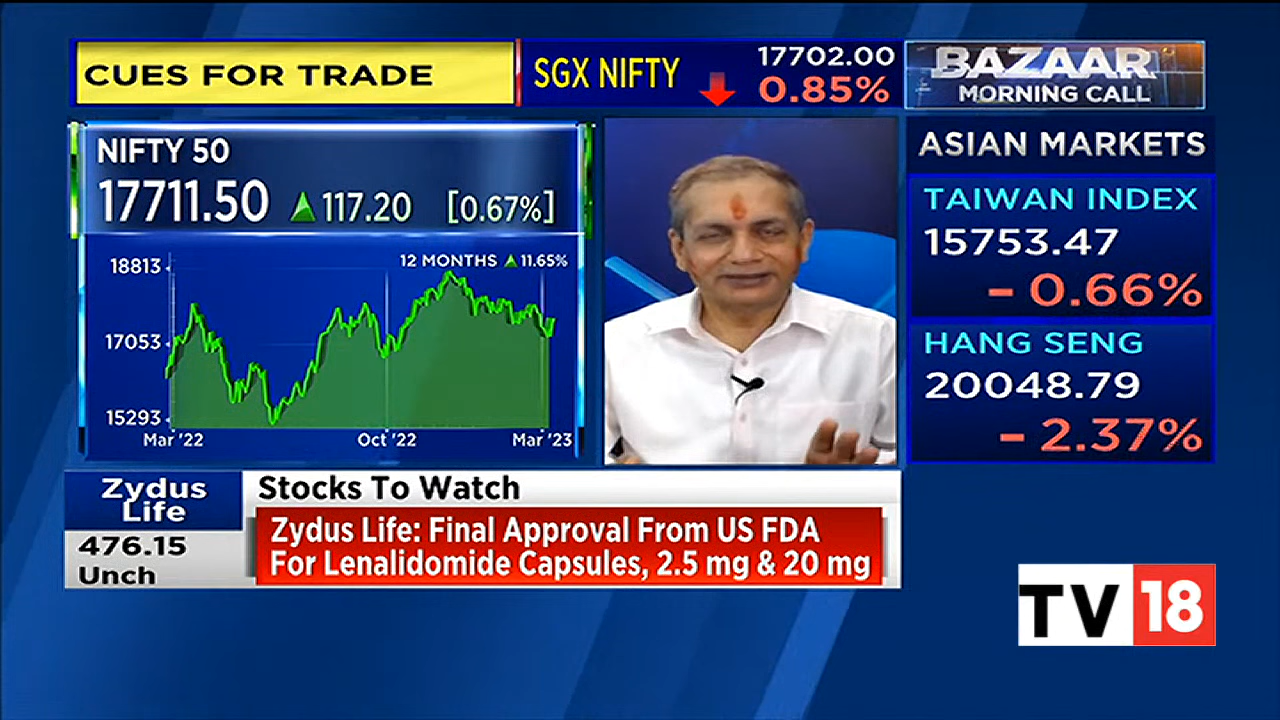 CUES FOR TRADE
SGX NIFTY
17702.00
0.85%
BAZAAR
MORNING CALL
NIFTY 50
17711.50 117.20 [0.67%]
12 MONTHS 11.65%
18813
17053
15293
Mar '22 Oct '22 Mar '23
ASIAN MARKETS
TAIWAN INDEX
15753.47
- 0.66%
HANG SENG
20048.79
- 2.37%
Zydus
Life
476.15
Unch
Stocks To Watch
Zydus Life: Final Approval From US FDA
For Lenalidomide Capsules, 2.5 mg & 20 mg
TV18